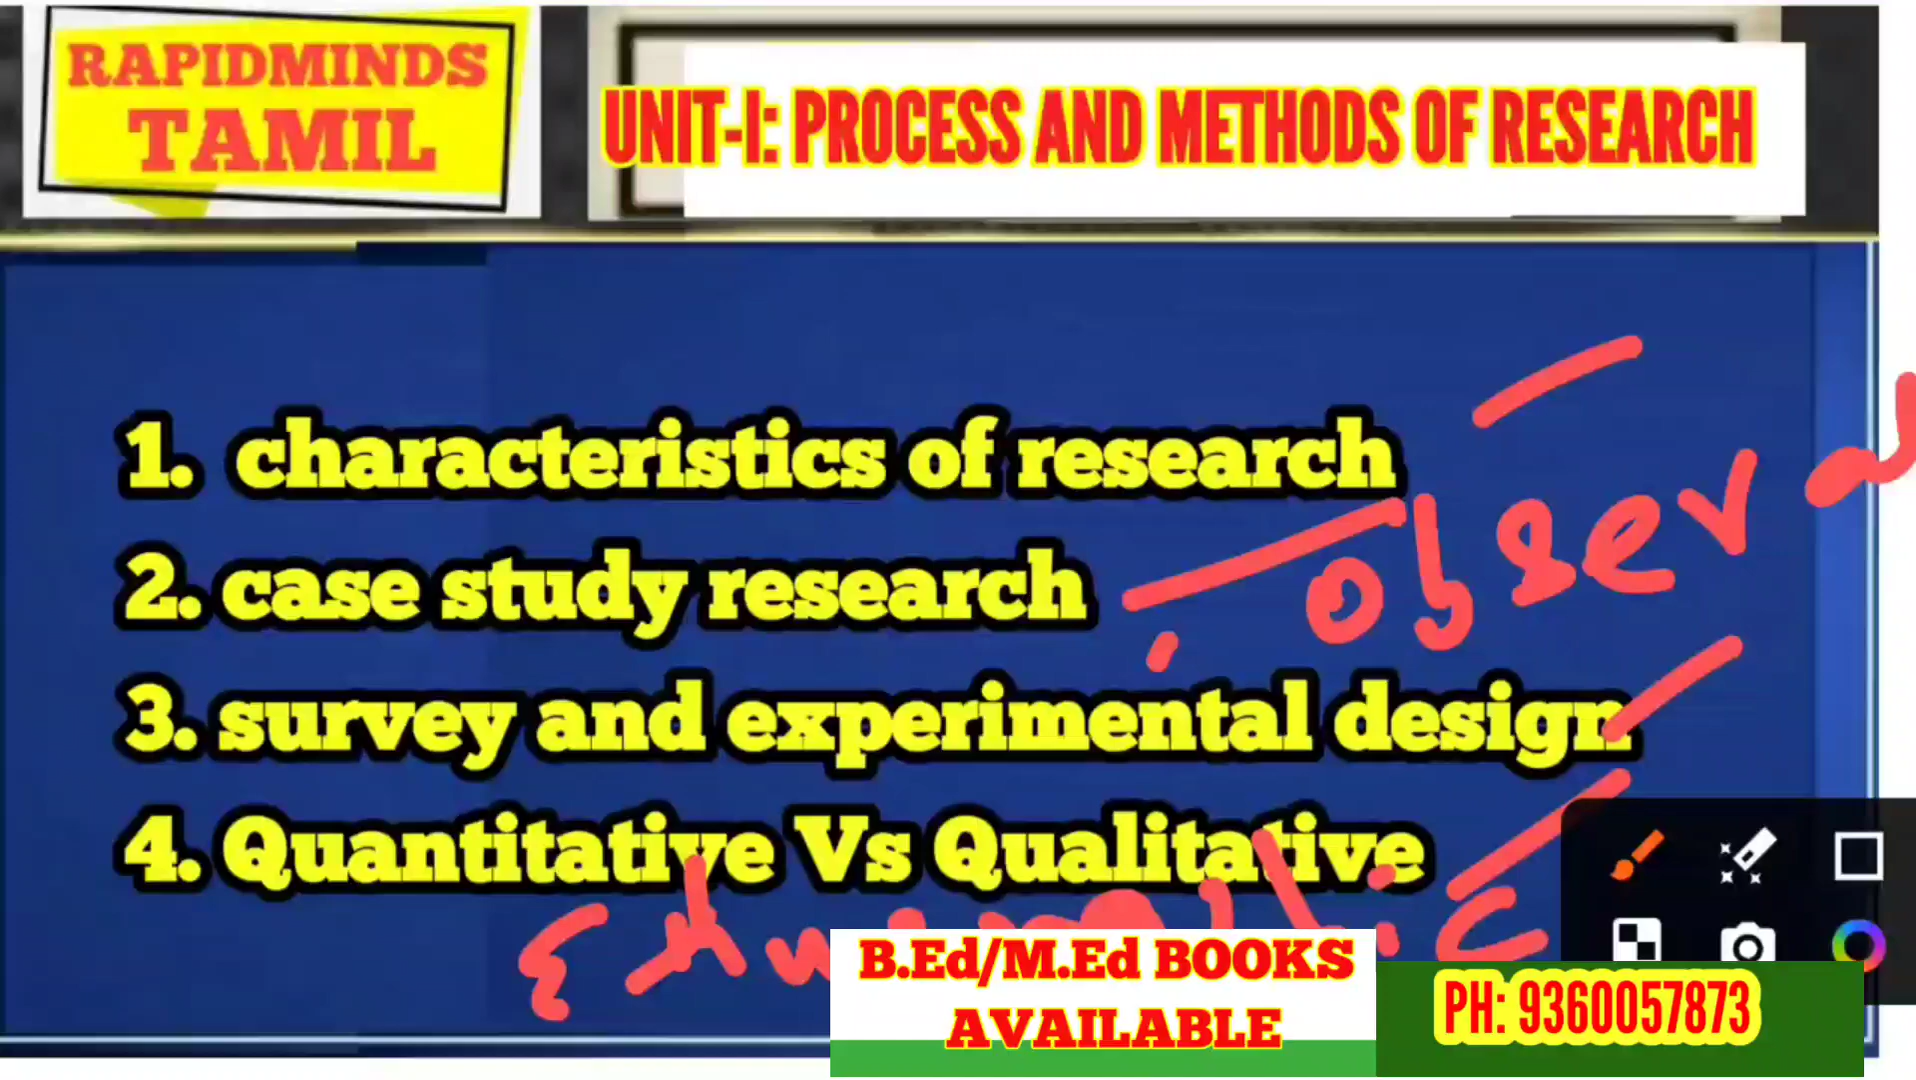 RAPIDMINDS
TAMIL
UNIT-I: PROCESS AND METHODS OF RESEARCH
1. characteristics of research
2. case study research
observa
3. survey and experimental design
4. Quantitative Vs Qualitative
B.Ed/M.Ed BOOKS
AVAILABLE
PH: 9360057873